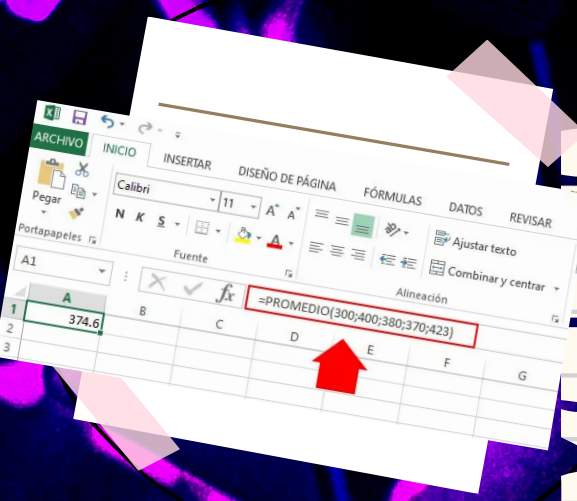 ARCHIVO INICIO INSERTAR DISEÑO DE PÁGINA FÓRMULAS DATOS REVISAR
Pegar
Calibri 11 A A
Ajustar texto
N K S A
Combinar y centrar
Portapapeles Fuente Alineación
A1 fx =PROMEDIO(300;400;380;370;423)
A B C D E F G
1 374.6
2
3